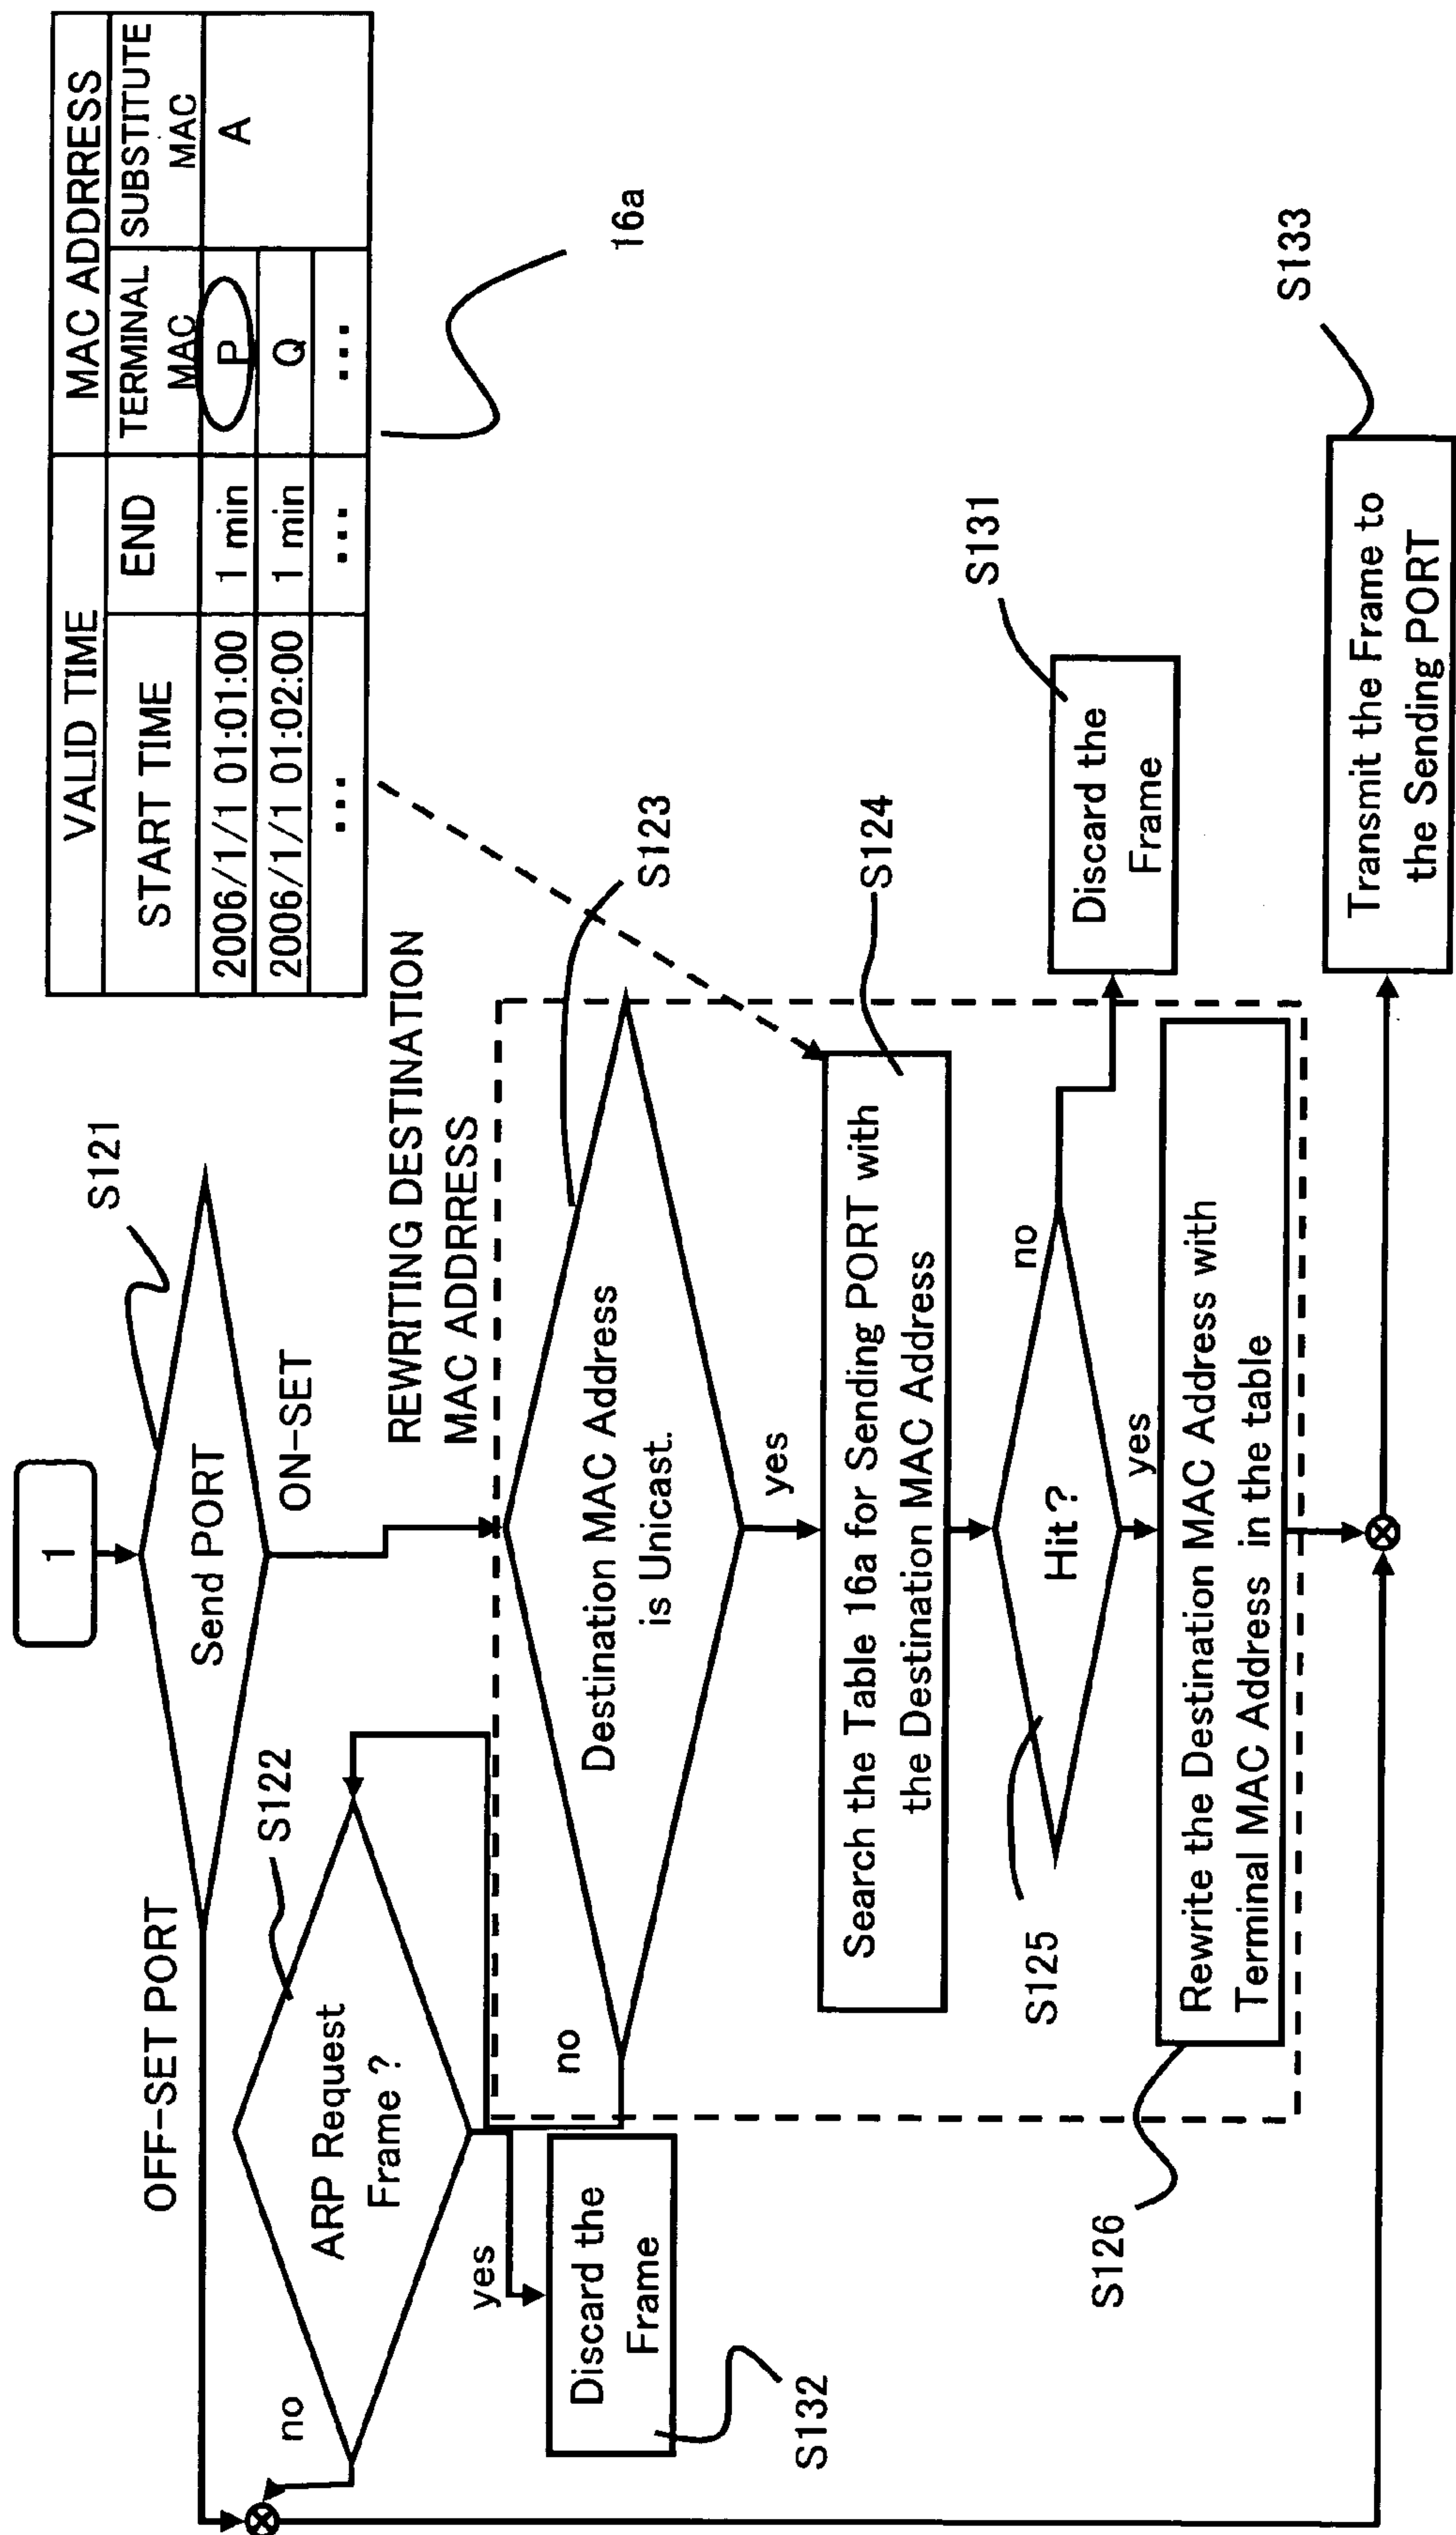 1
S121
Send PORT
OFF-SET PORT
ON-SET
VALID TIME
MAC ADDRESS
START TIME
END
TERMINAL
MAC
SUBSTITUTE
MAC
2006/1/1 01:01:00
1 min
P
A
2006/1/1 01:02:00
1 min
Q
...
...
...
16a
S122
ARP Request
Frame ?
no
yes
REWRITING DESTINATION
MAC ADDRESS
S123
Destination MAC Address
is Unicast.
no
yes
Discard the
Frame
S132
S124
Search the Table 16a for Sending PORT with
the Destination MAC Address
S125
Hit ?
no
yes
S131
Discard the
Frame
Rewrite the Destination MAC Address with
Terminal MAC Address in the table
S126
S133
Transmit the Frame to
the Sending PORT